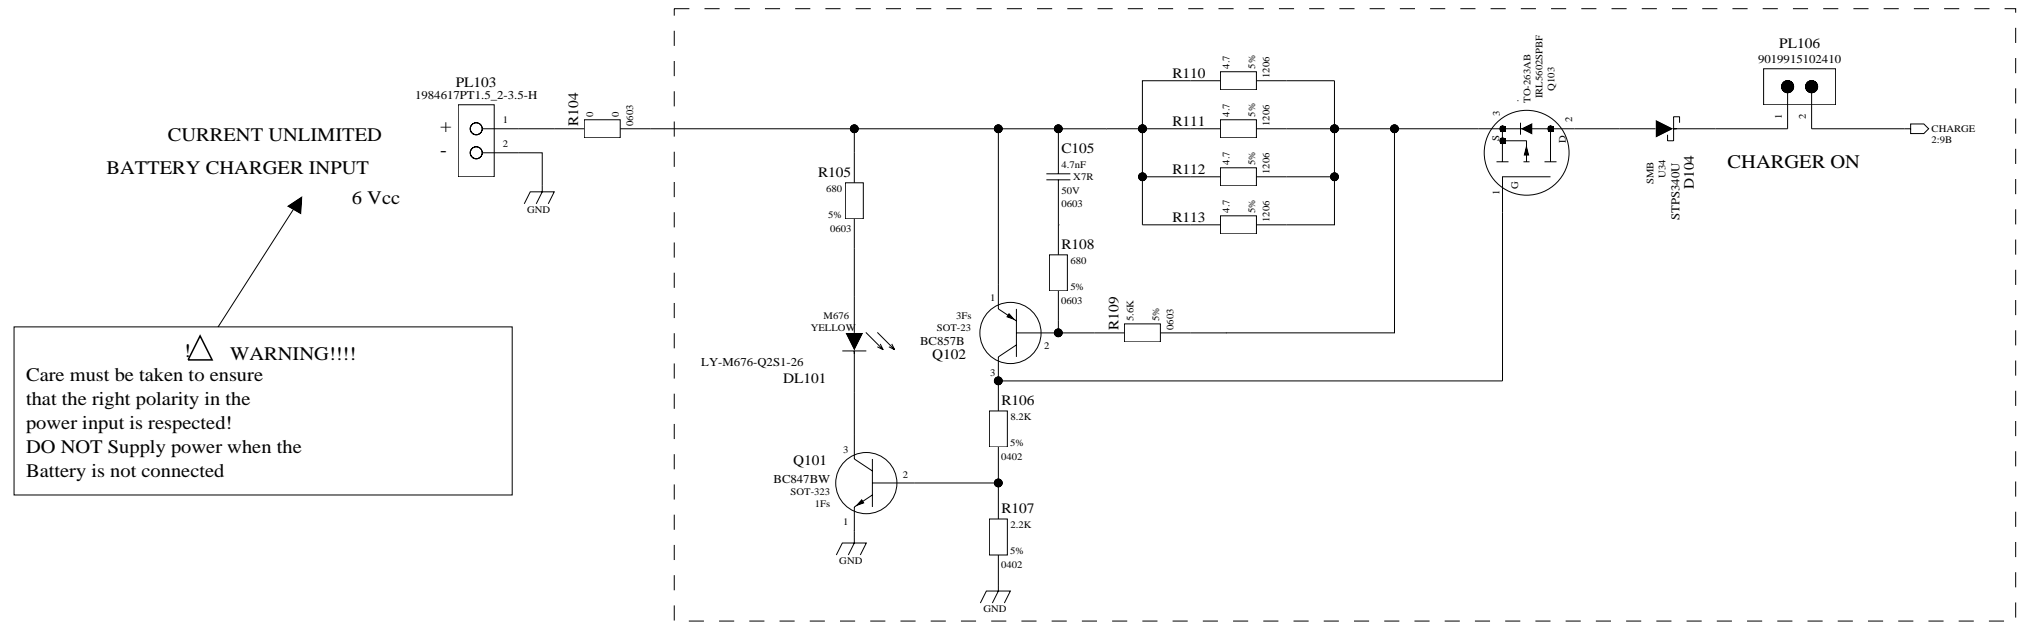 CURRENT UNLIMITED
BATTERY CHARGER INPUT
6 Vcc
PL103
1984617PT1.5_2-3.5-H
+
1
-
2
GND
R104
0
0
0603
! WARNING!!!!
Care must be taken to ensure
that the right polarity in the
power input is respected!
DO NOT Supply power when the
Battery is not connected
R105
680
5%
0603
M676
YELLOW
LY-M676-Q2S1-26
DL101
Q101
BC847BW
SOT-323
1Fs
3
2
1
GND
C105
4.7nF
X7R
50V
0603
R108
680
5%
0603
1
3Fs
SOT-23
BC857B
Q102
2
3
R109
5.6K
5%
0603
R106
8.2K
5%
0402
R107
2.2K
5%
0402
GND
R110
4.7
5%
1206
R111
4.7
5%
1206
R112
4.7
5%
1206
R113
4.7
5%
1206
TO-263AB
IRL5602SPBF
Q103
3
2
S
D
G
1
SMB
U34
STPS340U
D104
PL106
9019915102410
1
2
CHARGER ON
CHARGE
2:9B